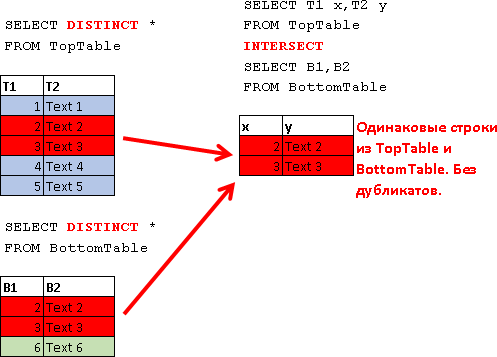 SELECT DISTINCT *
FROM TopTable
T1 T2
1 Text 1
2 Text 2
3 Text 3
4 Text 4
5 Text 5
SELECT DISTINCT *
FROM BottomTable
B1 B2
2 Text 2
3 Text 3
6 Text 6
SELECT T1 x,T2 y
FROM TopTable
INTERSECT
SELECT B1,B2
FROM BottomTable
x y
2 Text 2
3 Text 3
Одинаковые строки
из TopTable и
BottomTable. Без
дубликатов.